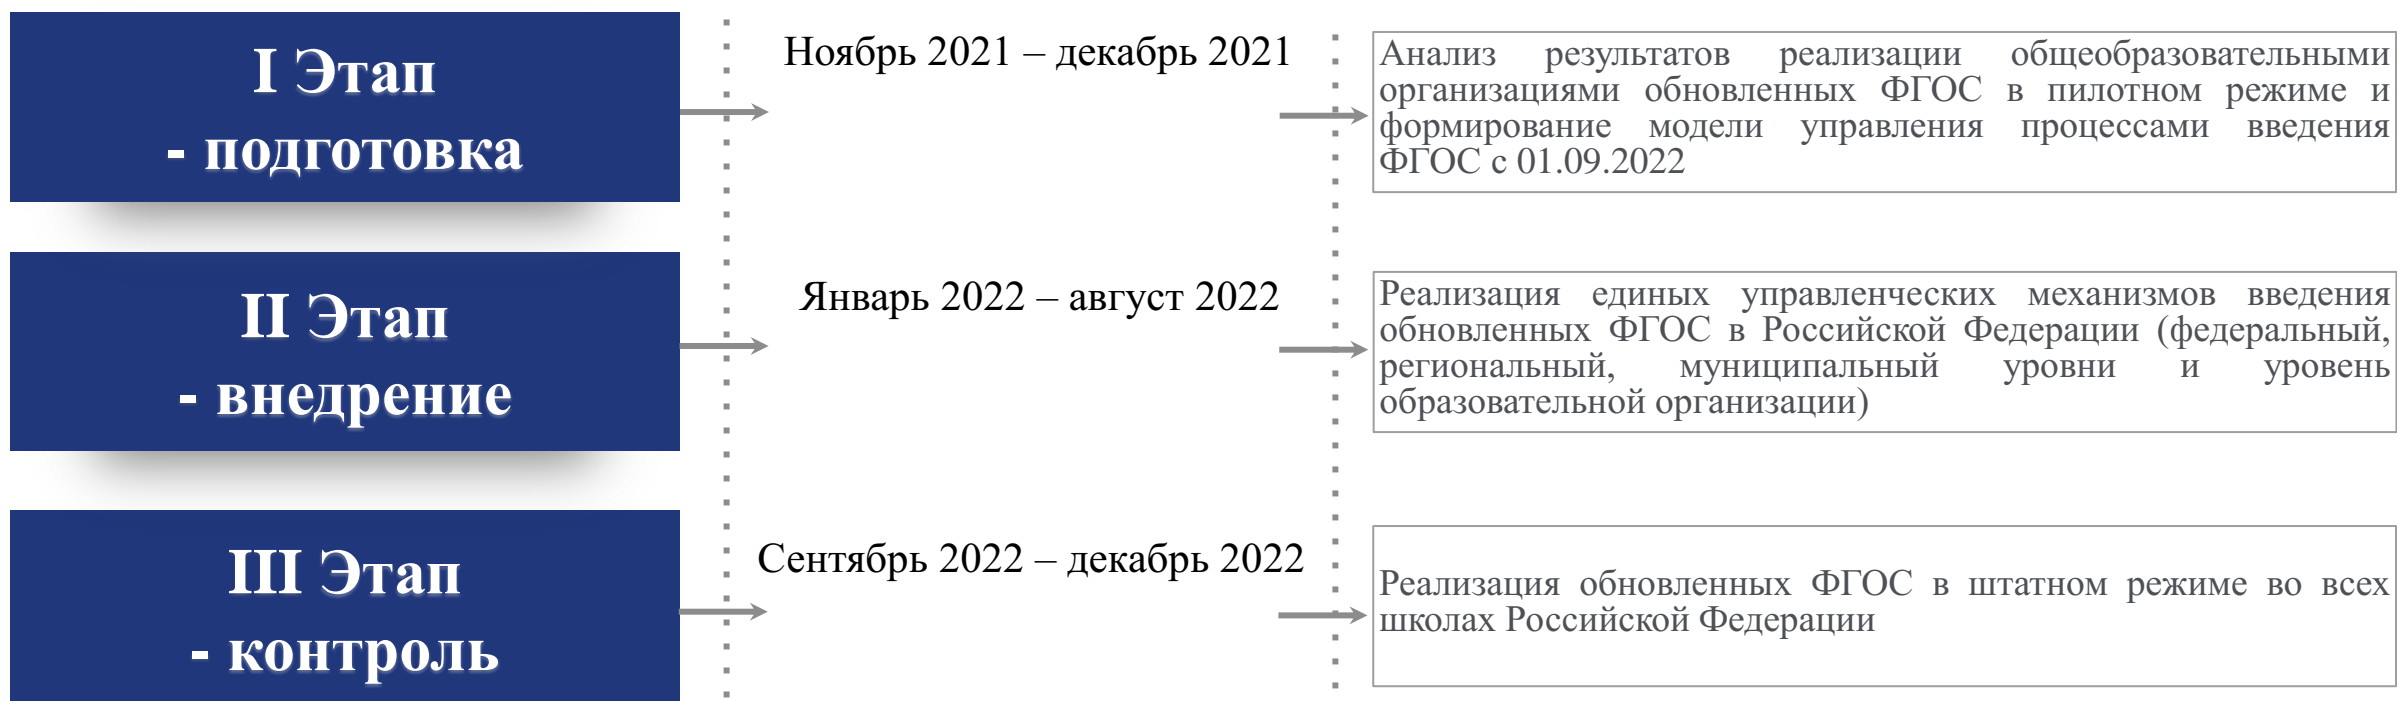 I Этап
- подготовка
Ноябрь 2021 – декабрь 2021
Анализ результатов реализации общеобразовательными
организациями обновленных ФГОС в пилотном режиме и
формирование модели управления процессами введения
ФГОС с 01.09.2022
II Этап
- внедрение
Январь 2022 – август 2022
Реализация единых управленческих механизмов введения
обновленных ФГОС в Российской Федерации (федеральный,
региональный, муниципальный уровни и уровень
образовательной организации)
III Этап
- контроль
Сентябрь 2022 – декабрь 2022
Реализация обновленных ФГОС в штатном режиме во всех
школах Российской Федерации